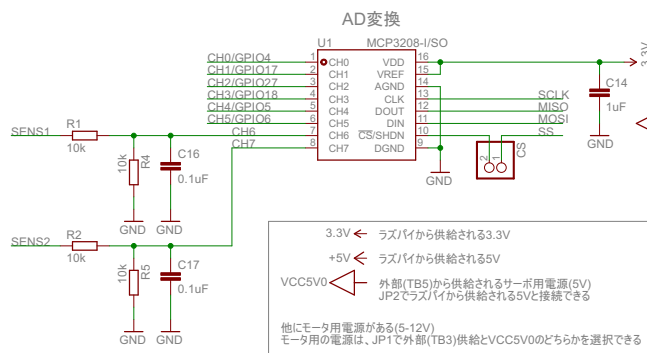 AD変換
U1
MCP3208-I/SO
CH0/GPIO4
CH1/GPIO17
CH2/GPIO27
CH3/GPIO18
CH4/GPIO5
CH5/GPIO6
CH6
CH7
1
2
3
4
5
6
7
8
CH0
CH1
CH2
CH3
CH4
CH5
CH6
CH7
VDD
VREF
AGND
CLK
DOUT
DIN
CS/SHDN
DGND
16
15
14
13
12
11
10
9
SCLK
MISO
MOSI
SS
3.3V
C14
1uF
GND
2
1
CS
GND
SENS1
R1
10k
10k
R4
C16
0.1uF
GND
GND
SENS2
R2
10k
10k
R5
C17
0.1uF
GND
GND
3.3V ラズパイから供給される3.3V
+5V ラズパイから供給される5V
VCC5V0 外部(TB5)から供給されるサーボ用電源(5V)
JP2でラズパイから供給される5Vと接続できる
他にモータ用電源がある(5-12V)
モータ用の電源は、JP1で外部(TB3)供給とVCC5V0のどちらかを選択できる